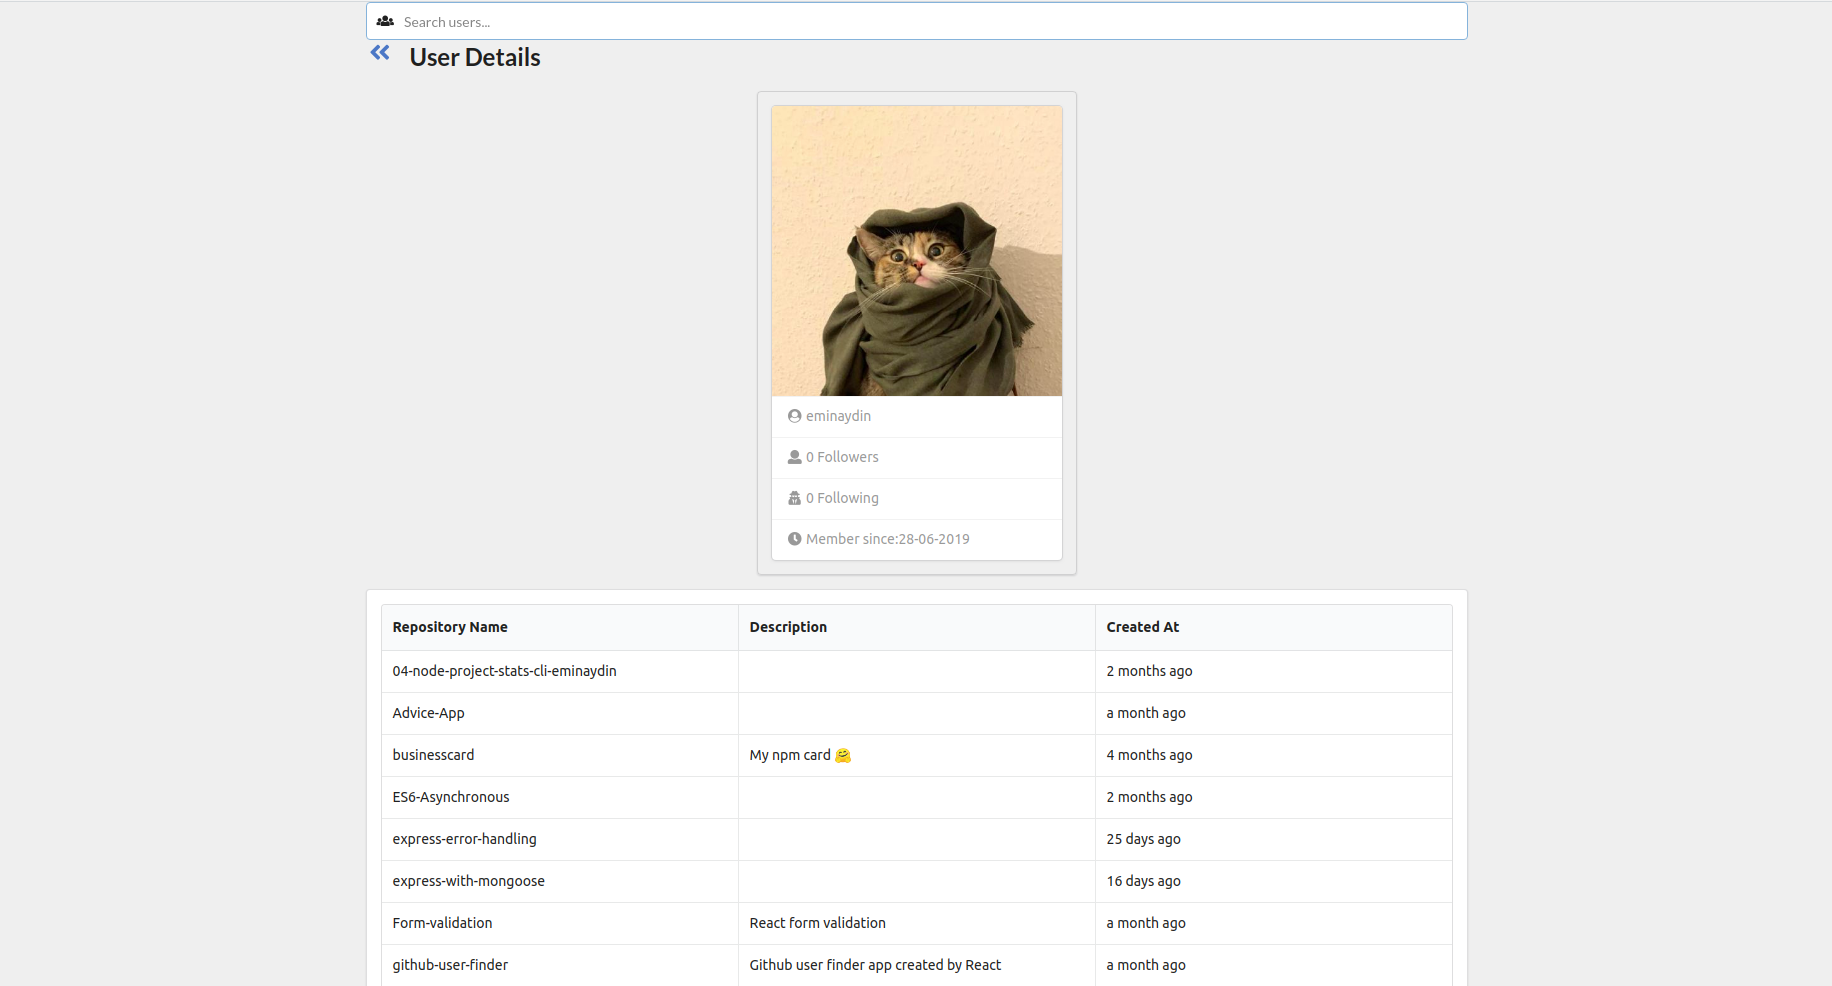 Search users...
User Details
eminaydin
0 Followers
0 Following
Member since:28-06-2019
Repository Name Description Created At
04-node-project-stats-cli-eminaydin 2 months ago
Advice-App a month ago
businesscard My npm card 🤗 4 months ago
ES6-Asynchronous 2 months ago
express-error-handling 25 days ago
express-with-mongoose 16 days ago
Form-validation React form validation a month ago
github-user-finder Github user finder app created by React a month ago